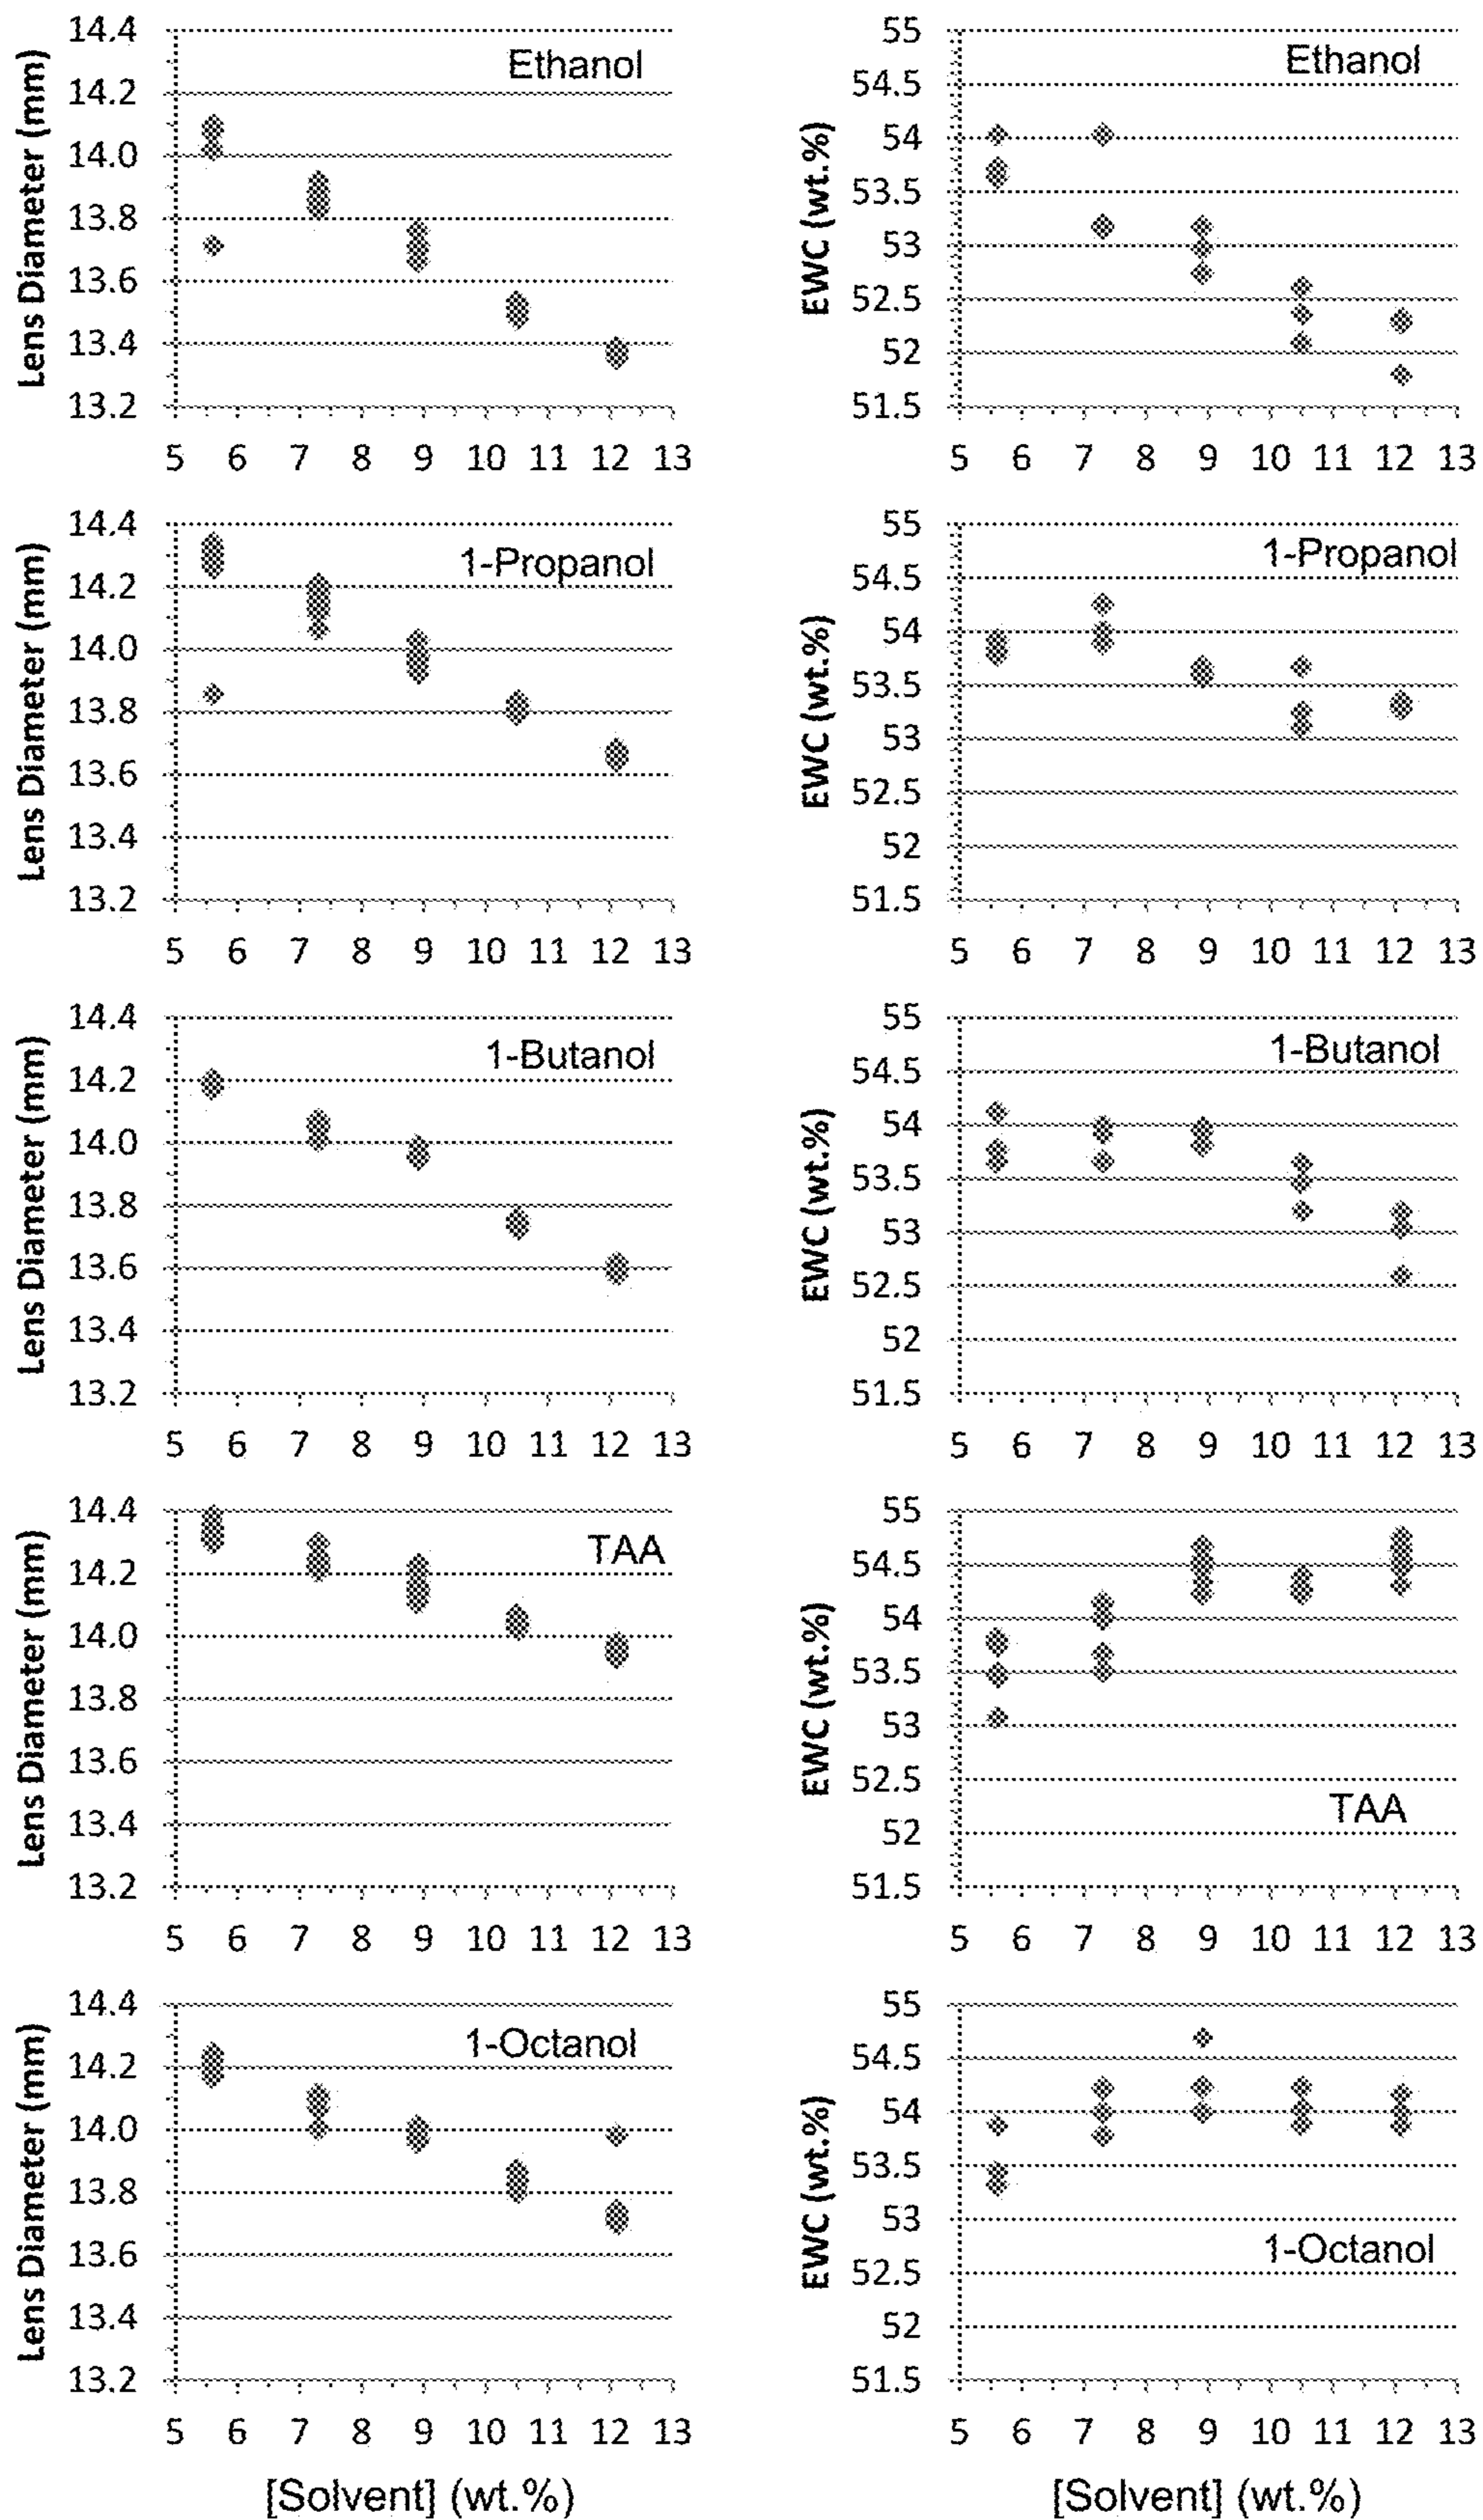 Lens Diameter (mm)
14.4
14.2
14.0
13.8
13.6
13.4
13.2
Ethanol
5 6 7 8 9 10 11 12 13
EWC (wt.%)
55
54.5
54
53.5
53
52.5
52
51.5
Ethanol
5 6 7 8 9 10 11 12 13
Lens Diameter (mm)
14.4
14.2
14.0
13.8
13.6
13.4
13.2
1-Propanol
5 6 7 8 9 10 11 12 13
EWC (wt.%)
55
54.5
54
53.5
53
52.5
52
51.5
1-Propanol
5 6 7 8 9 10 11 12 13
Lens Diameter (mm)
14.4
14.2
14.0
13.8
13.6
13.4
13.2
1-Butanol
5 6 7 8 9 10 11 12 13
EWC (wt.%)
55
54.5
54
53.5
53
52.5
52
51.5
1-Butanol
5 6 7 8 9 10 11 12 13
Lens Diameter (mm)
14.4
14.2
14.0
13.8
13.6
13.4
13.2
TAA
5 6 7 8 9 10 11 12 13
EWC (wt.%)
55
54.5
54
53.5
53
52.5
52
51.5
TAA
5 6 7 8 9 10 11 12 13
Lens Diameter (mm)
14.4
14.2
14.0
13.8
13.6
13.4
13.2
1-Octanol
5 6 7 8 9 10 11 12 13
[Solvent] (wt.%)
EWC (wt.%)
55
54.5
54
53.5
53
52.5
52
51.5
1-Octanol
5 6 7 8 9 10 11 12 13
[Solvent] (wt.%)